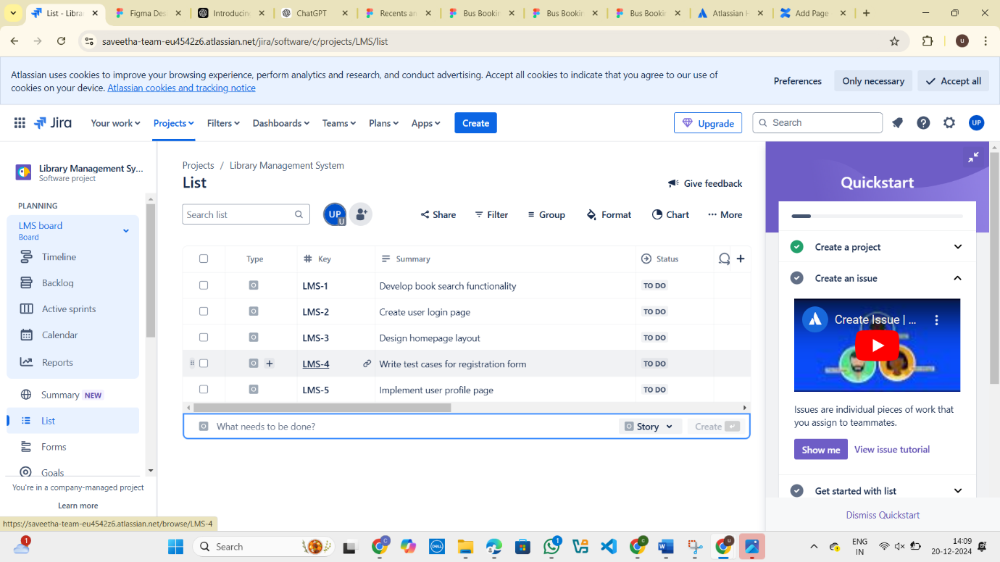 List - Libra
Figma Des
Introducin
ChatGPT
Recents an
Bus Bookin
Bus Bookin
Bus Bookin
Atlassian H
Add Page
saveetha-team-eu4542z6.atlassian.net/jira/software/c/projects/LMS/list
u
Atlassian uses cookies to improve your browsing experience, perform analytics and research, and conduct advertising. Accept all cookies to indicate that you agree to our use of
cookies on your device. Atlassian cookies and tracking notice
Preferences
Only necessary
Accept all
Jira
Your work
Projects
Filters
Dashboards
Teams
Plans
Apps
Create
Upgrade
Search
UP
Library Management Sy...
Software project
PLANNING
LMS board
Board
Timeline
Backlog
Active sprints
Calendar
Reports
Summary NEW
List
Forms
Goals
You're in a company-managed project
Learn more
https://saveetha-team-eu4542z6.atlassian.net/browse/LMS-4
Projects / Library Management System
List
Give feedback
Search list
UP
U
Share
Filter
Group
Format
Chart
More
Type Key Summary Status
LMS-1 Develop book search functionality TO DO
LMS-2 Create user login page TO DO
LMS-3 Design homepage layout TO DO
LMS-4 Write test cases for registration form TO DO
LMS-5 Implement user profile page TO DO
What needs to be done?
Story
Create
Quickstart
Create a project
Create an issue
Create Issue | ...
Issues are individual pieces of work that
you assign to teammates.
Show me
View issue tutorial
Get started with list
Dismiss Quickstart
1
Search
C
DELL
1
C
u
ENG
IN
14:09
20-12-2024